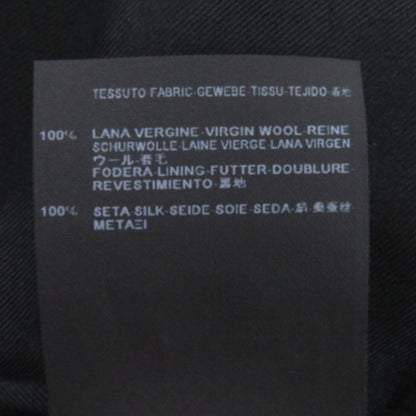 TESSUTO-FABRIC-GEWEBE-TISSU-TEJIDO-表地
100% LANA VERGINE-VIRGIN WOOL-REINE
SCHURWOLLE-LAINE VIERGE LANA VIRGEN
ウール-羊毛
FODERA-LINING-FUTTER-DOUBLURE
REVESTIMIENTO-裏地
100% SETA-SILK-SEIDE-SOIE-SEDA-絹
ΜΕΤΑΞΙ